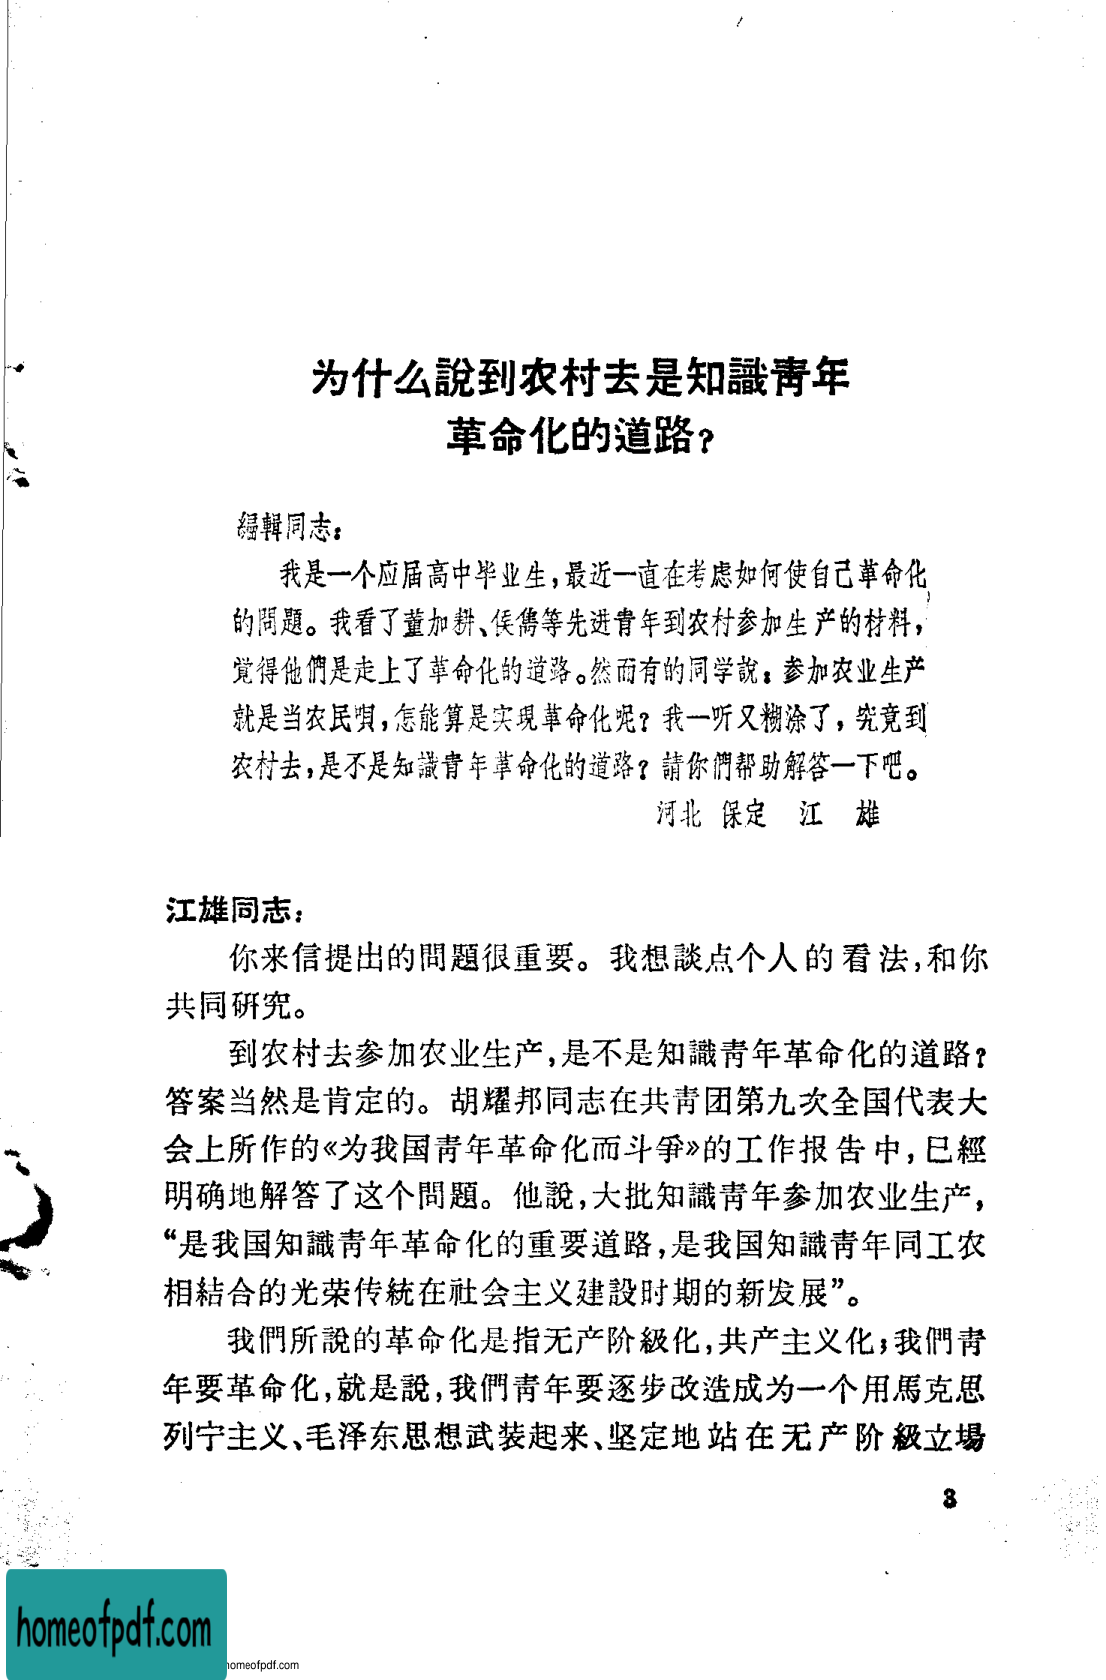 为什么說到农村去是知識青年
革命化的道路？
編輯同志：
我是一个应届高中毕业生，最近一直在考虑如何使自己革命化
的問題。我看了董加耕、侯雋等先进青年到农村参加生产的材料，
覚得他們是走上了革命化的道路。然而有的同学說：参加农业生产
就是当农民唄，怎能算是实現革命化呢？我一听又糊涂了，究竟到
农村去，是不是知識青年革命化的道路？請你們帮助解答一下吧。
河北 保定 江 雄
江雄同志：
你来信提出的問題很重要。我想談点个人的看法，和你
共同研究。
到农村去参加农业生产，是不是知識青年革命化的道路？
答案当然是肯定的。胡耀邦同志在共青团第九次全国代表大
会上所作的《为我国青年革命化而斗爭》的工作报告中，已經
明确地解答了这个問題。他說，大批知識青年参加农业生产，
“是我国知識青年革命化的重要道路，是我国知識青年同工农
相結合的光荣传統在社会主义建設时期的新发展”。
我們所說的革命化是指无产阶級化，共产主义化；我們青
年要革命化，就是說，我們青年要逐步改造成为一个用馬克思
列宁主义、毛泽东思想武装起来、坚定地站在无产阶級立場
3
homeofpdf.com
homeofpdf.com